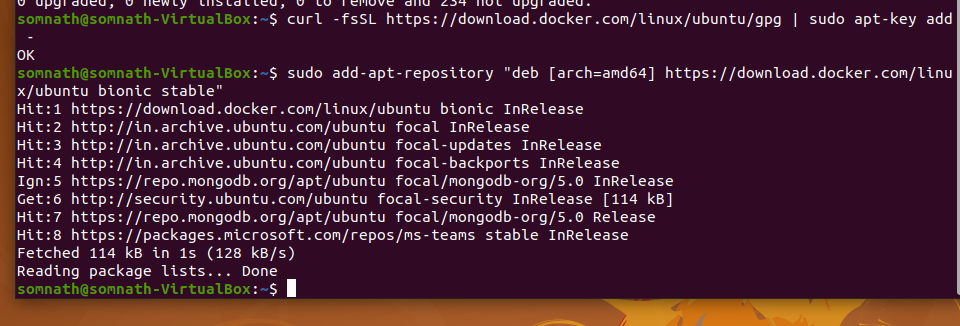 0 upgraded, 0 newly installed, 0 to remove and 234 not upgraded.
somnath@somnath-VirtualBox:~$ curl -fsSL https://download.docker.com/linux/ubuntu/gpg | sudo apt-key add
 -
OK
somnath@somnath-VirtualBox:~$ sudo add-apt-repository "deb [arch=amd64] https://download.docker.com/linu
x/ubuntu bionic stable"
Hit:1 https://download.docker.com/linux/ubuntu bionic InRelease
Hit:2 http://in.archive.ubuntu.com/ubuntu focal InRelease
Hit:3 http://in.archive.ubuntu.com/ubuntu focal-updates InRelease
Hit:4 http://in.archive.ubuntu.com/ubuntu focal-backports InRelease
Ign:5 https://repo.mongodb.org/apt/ubuntu focal/mongodb-org/5.0 InRelease
Get:6 http://security.ubuntu.com/ubuntu focal-security InRelease [114 kB]
Hit:7 https://repo.mongodb.org/apt/ubuntu focal/mongodb-org/5.0 Release
Hit:8 https://packages.microsoft.com/repos/ms-teams stable InRelease
Fetched 114 kB in 1s (128 kB/s)
Reading package lists... Done
somnath@somnath-VirtualBox:~$